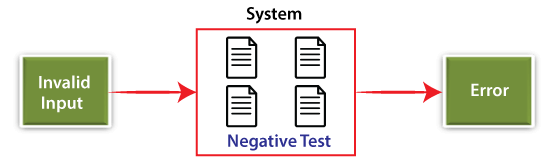 System
Invalid
Input
Negative Test
Error